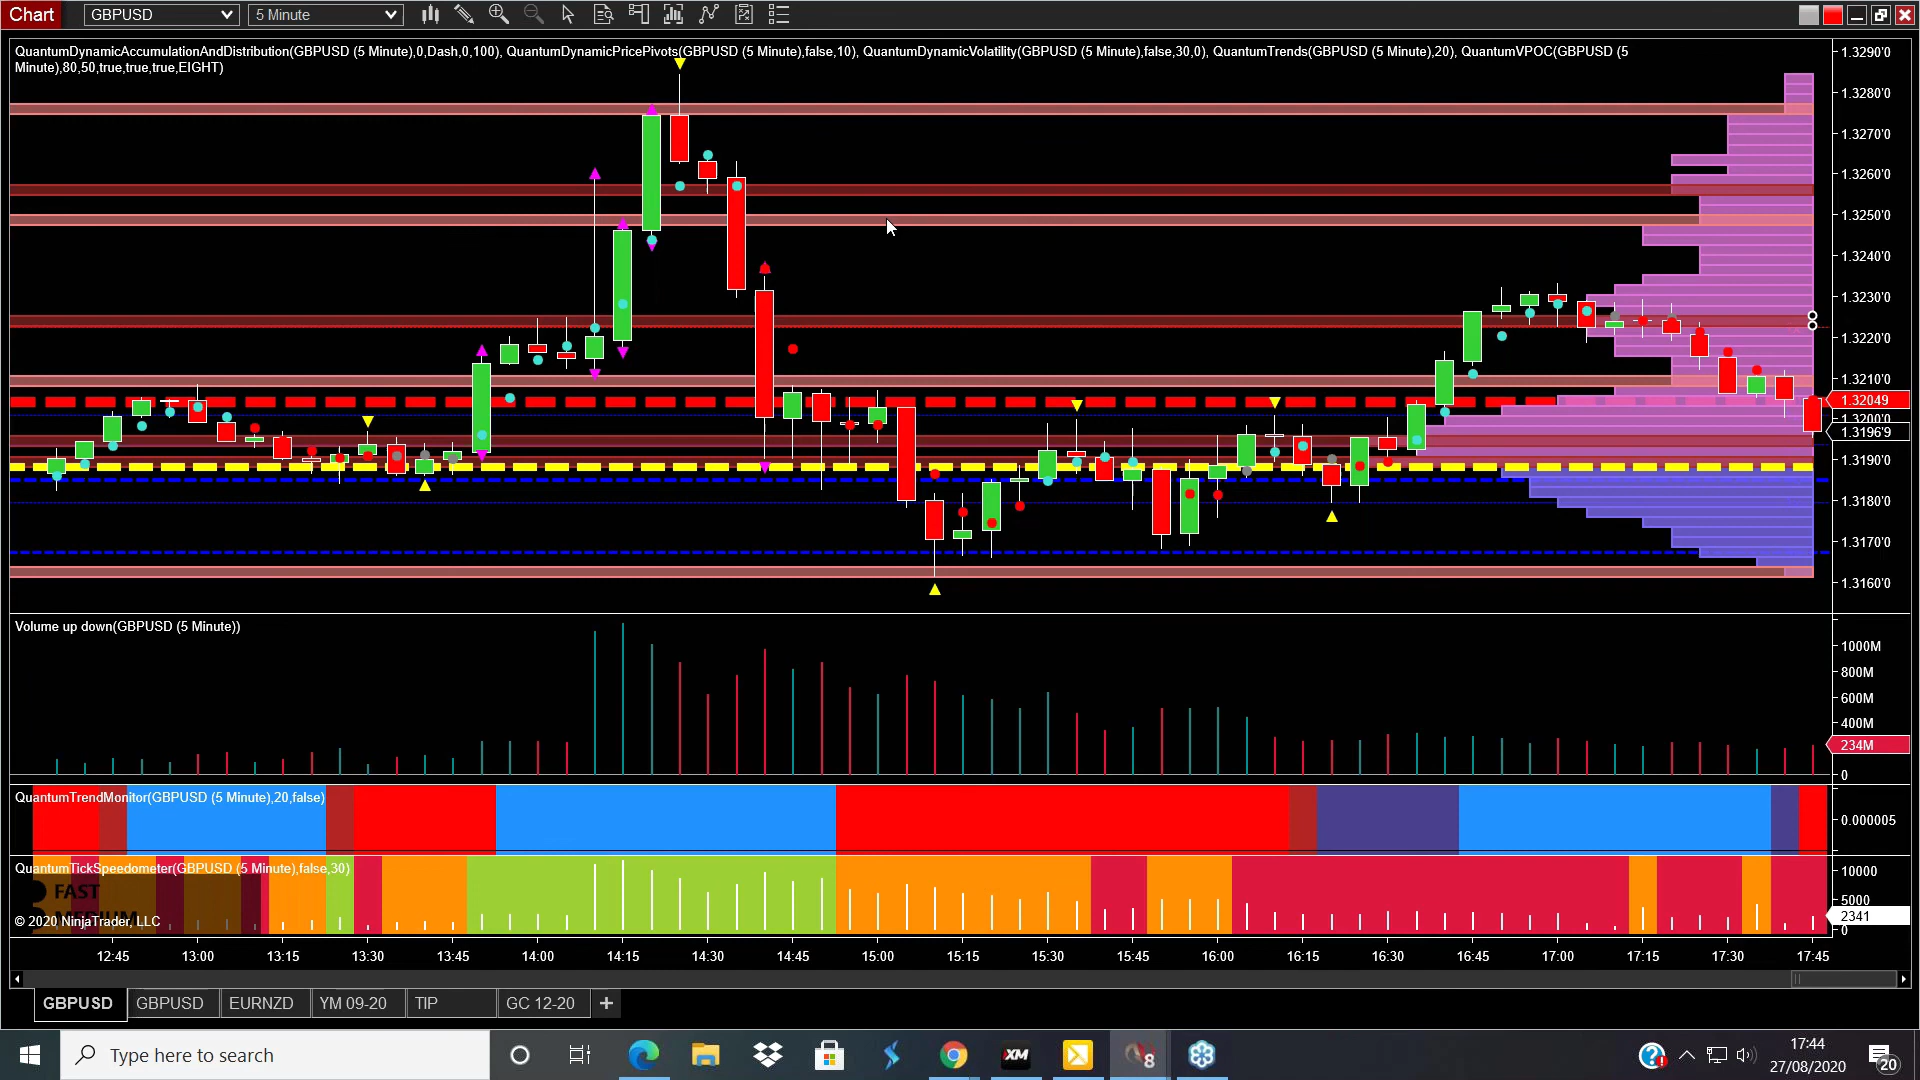 Chart
GBPUSD
5 Minute
QuantumDynamicAccumulationAndDistribution(GBPUSD (5 Minute),0,Dash,0,100), QuantumDynamicPricePivots(GBPUSD (5 Minute),false,10), QuantumDynamicVolatility(GBPUSD (5 Minute),false,30,0), QuantumTrends(GBPUSD (5 Minute),20), QuantumVPOC(GBPUSD (5
Minute),80,50,true,true,true,EIGHT)
1.3290'0
1.3280'0
1.3270'0
1.3260'0
1.3250'0
1.3240'0
1.3230'0
1.3220'0
1.3210'0
1.32049
1.3200'0
1.3196'9
1.3190'0
1.3180'0
1.3170'0
1.3160'0
Volume up down(GBPUSD (5 Minute))
1000M
800M
600M
400M
234M
0
QuantumTrendMonitor(GBPUSD (5 Minute),20,false)
0.000005
QuantumTickSpeedometer(GBPUSD (5 Minute),false,30)
FAST
MEDIUM
© 2020 NinjaTrader, LLC
10000
5000
2341
0
12:45 13:00 13:15 13:30 13:45 14:00 14:15 14:30 14:45 15:00 15:15 15:30 15:45 16:00 16:15 16:30 16:45 17:00 17:15 17:30 17:45
GBPUSD GBPUSD EURNZD YM 09-20 TIP GC 12-20 +
Type here to search
XM
8
17:44
27/08/2020
20